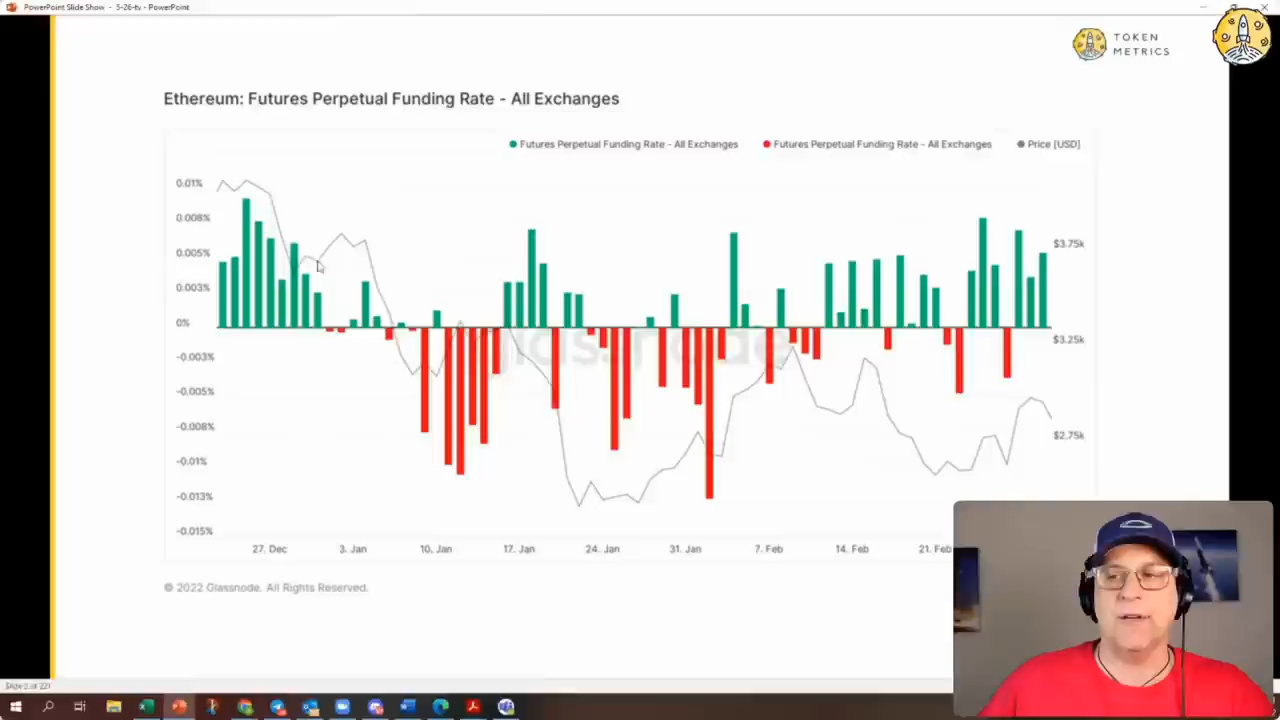 PowerPoint Slide Show - 5-26-tv - PowerPoint
TOKEN
METRICS
Ethereum: Futures Perpetual Funding Rate - All Exchanges
Futures Perpetual Funding Rate - All Exchanges
Futures Perpetual Funding Rate - All Exchanges
Price [USD]
0.01%
0.008%
0.005%
0.003%
0%
-0.003%
-0.005%
-0.008%
-0.01%
-0.013%
-0.015%
$3.75k
$3.25k
$2.75k
glassnode
27. Dec
3. Jan
10. Jan
17. Jan
24. Jan
31. Jan
7. Feb
14. Feb
21. Feb
© 2022 Glassnode. All Rights Reserved.